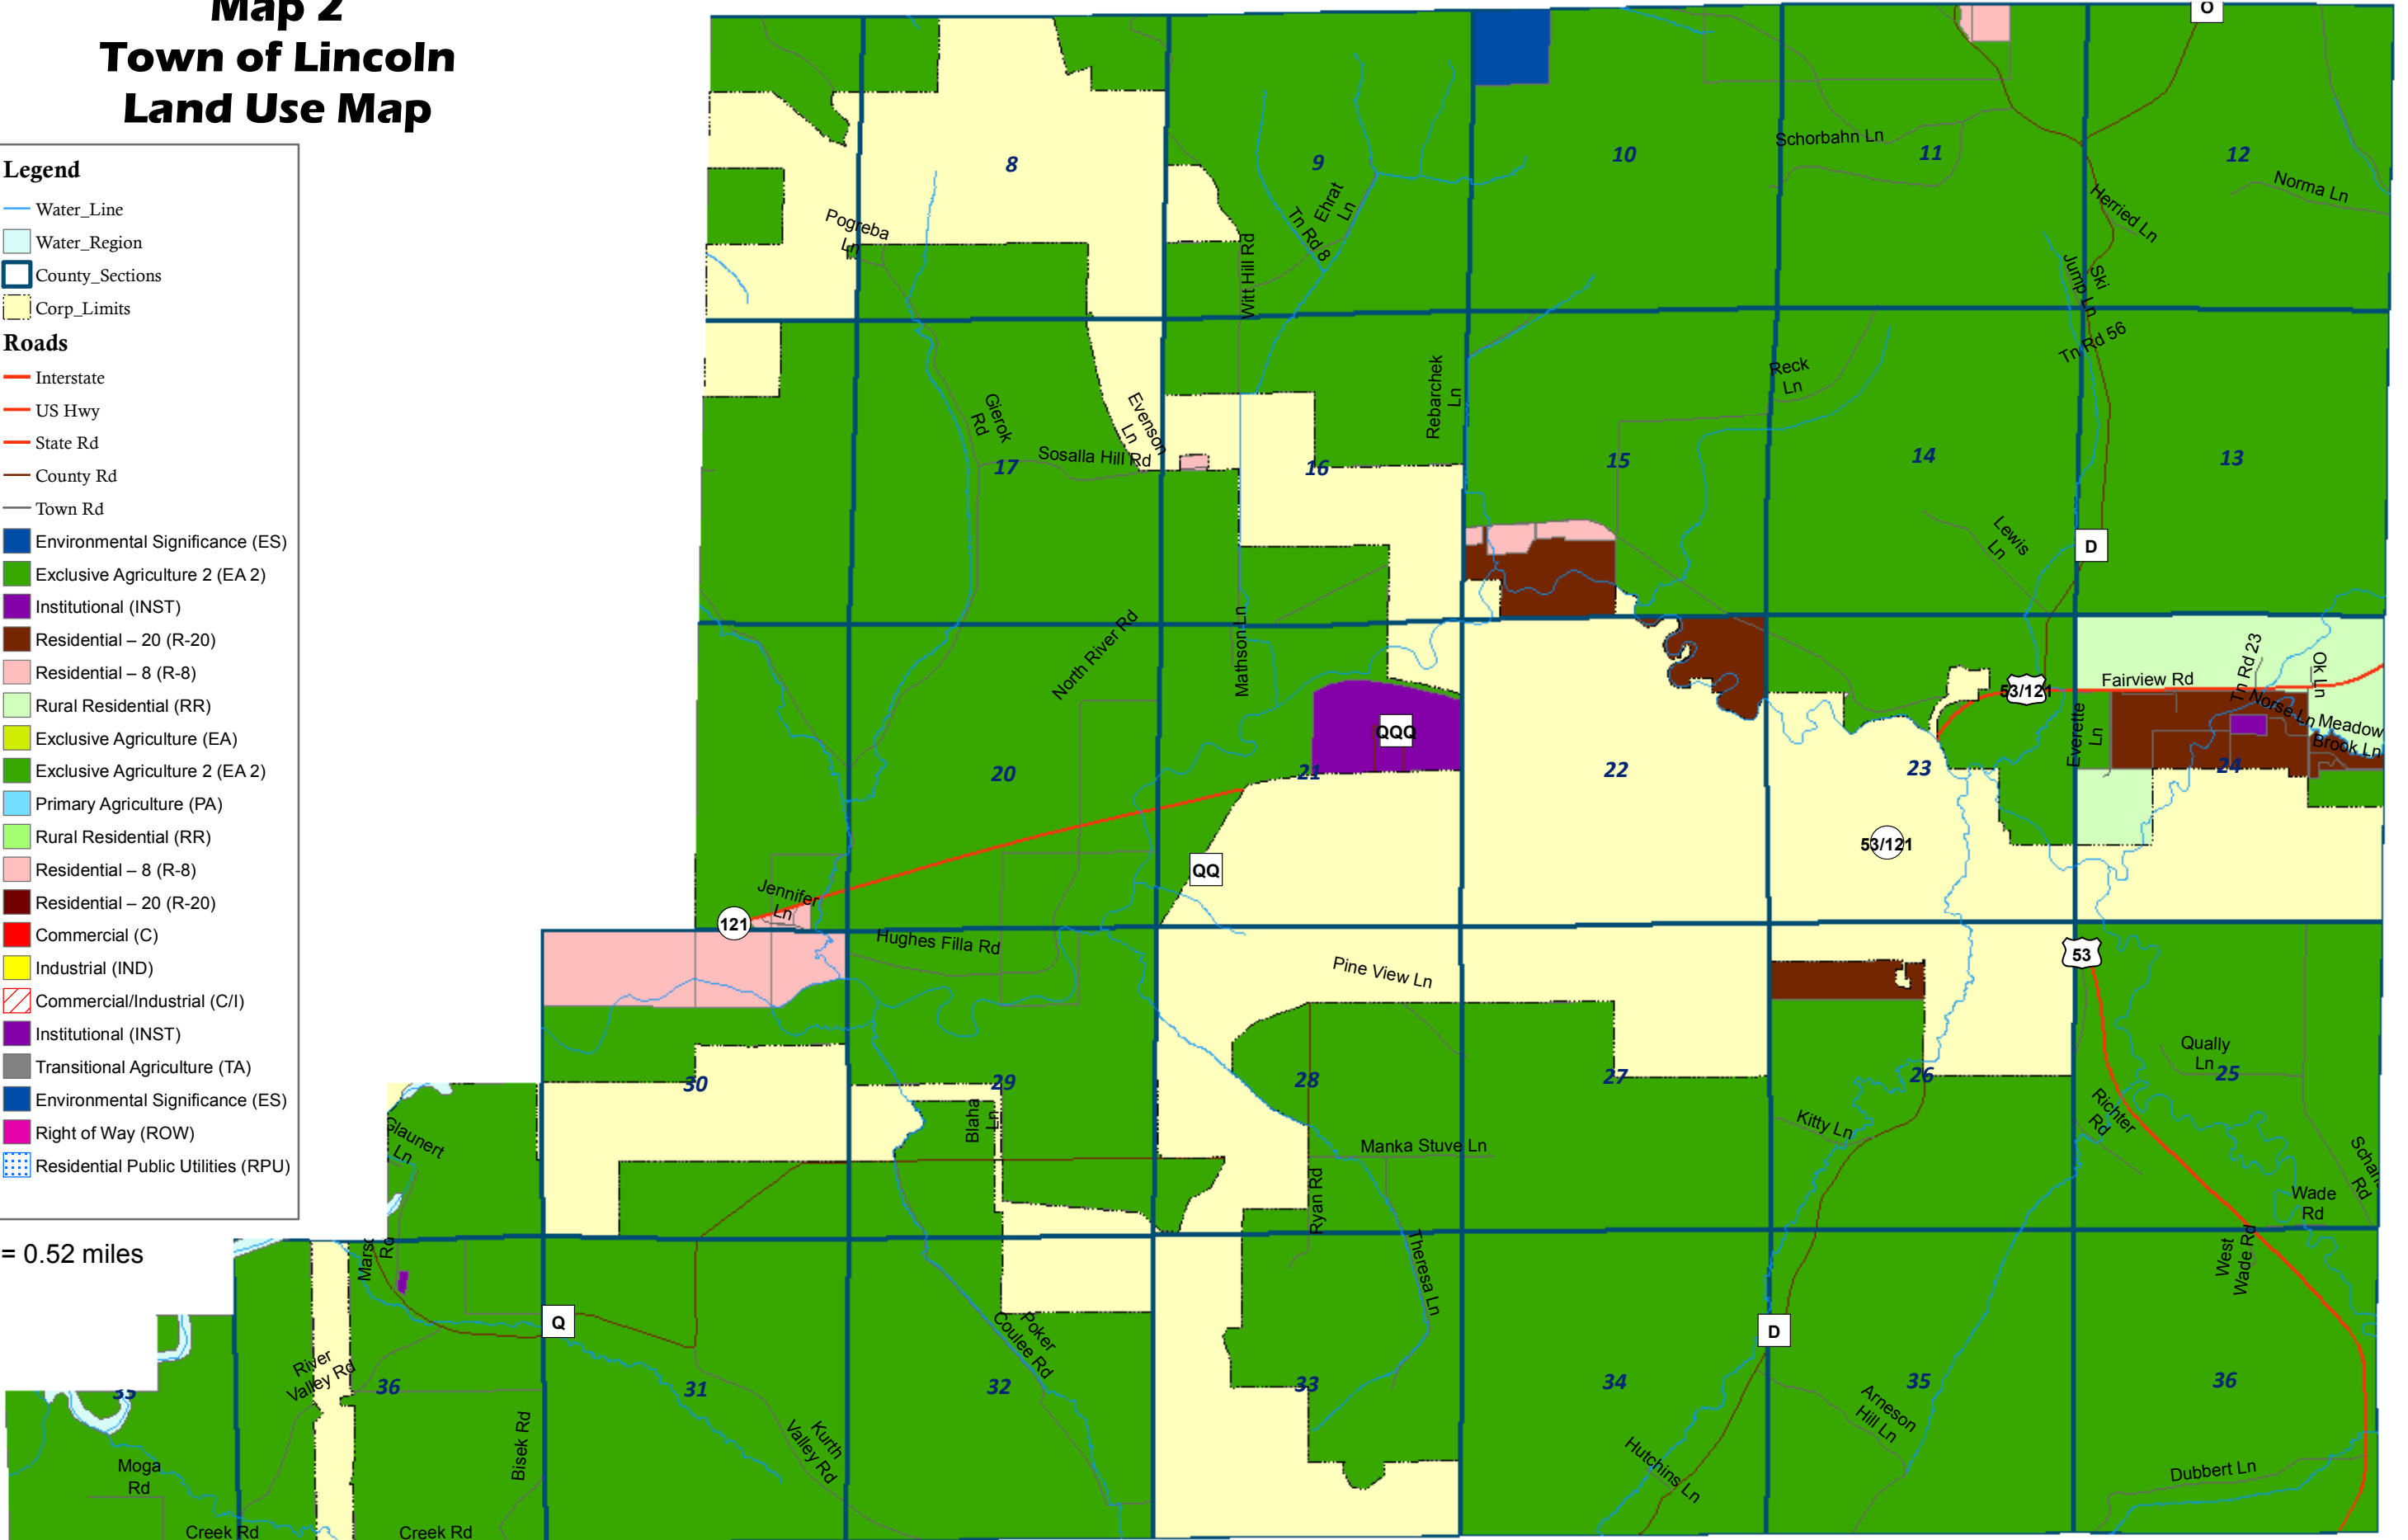 Map 2
Town of Lincoln
Land Use Map
Legend
Water_Line
Water_Region
County_Sections
Corp_Limits
Roads
Interstate
US Hwy
State Rd
County Rd
Town Rd
Environmental Significance (ES)
Exclusive Agriculture 2 (EA 2)
Institutional (INST)
Residential – 20 (R-20)
Residential – 8 (R-8)
Rural Residential (RR)
Exclusive Agriculture (EA)
Exclusive Agriculture 2 (EA 2)
Primary Agriculture (PA)
Rural Residential (RR)
Residential – 8 (R-8)
Residential – 20 (R-20)
Commercial (C)
Industrial (IND)
Commercial/Industrial (C/I)
Institutional (INST)
Transitional Agriculture (TA)
Environmental Significance (ES)
Right of Way (ROW)
Residential Public Utilities (RPU)
= 0.52 miles
O
8
9
10
11
12
Schorbahn Ln
Norma Ln
Herried Ln
Pogreba
Ln
Ehrat
Ln
Tn Rd 8
Witt Hill Rd
Ski
Jump Ln
Tn Rd 56
Reck
Ln
Rebarchek
Ln
Gierok
Rd
Evenson
Ln
Sosalla Hill Rd
17
16
15
14
13
Lewis
Ln
D
North River Rd
Mathson Ln
Tn Rd 23
Ok Ln
Fairview Rd
53/121
Norse Ln
Meadow
Brook Ln
Everette
Ln
QQQ
20
21
22
23
24
53/121
QQ
Jennifer
Ln
121
Hughes Filla Rd
Pine View Ln
53
Qually
Ln
30
29
28
27
26
25
Glaunert
Ln
Blaha
Ln
Manka Stuve Ln
Kitty Ln
Richter
Rd
Ryan Rd
Theresa Ln
Wade
Rd
West
Wade Rd
Rd
Q
D
River
Valley Rd
Poker
Coulee Rd
35
36
31
32
33
34
35
36
Arneson
Hill Ln
Kurth
Valley Rd
Bisek Rd
Hutchins Ln
Dubbert Ln
Moga
Rd
Creek Rd
Creek Rd